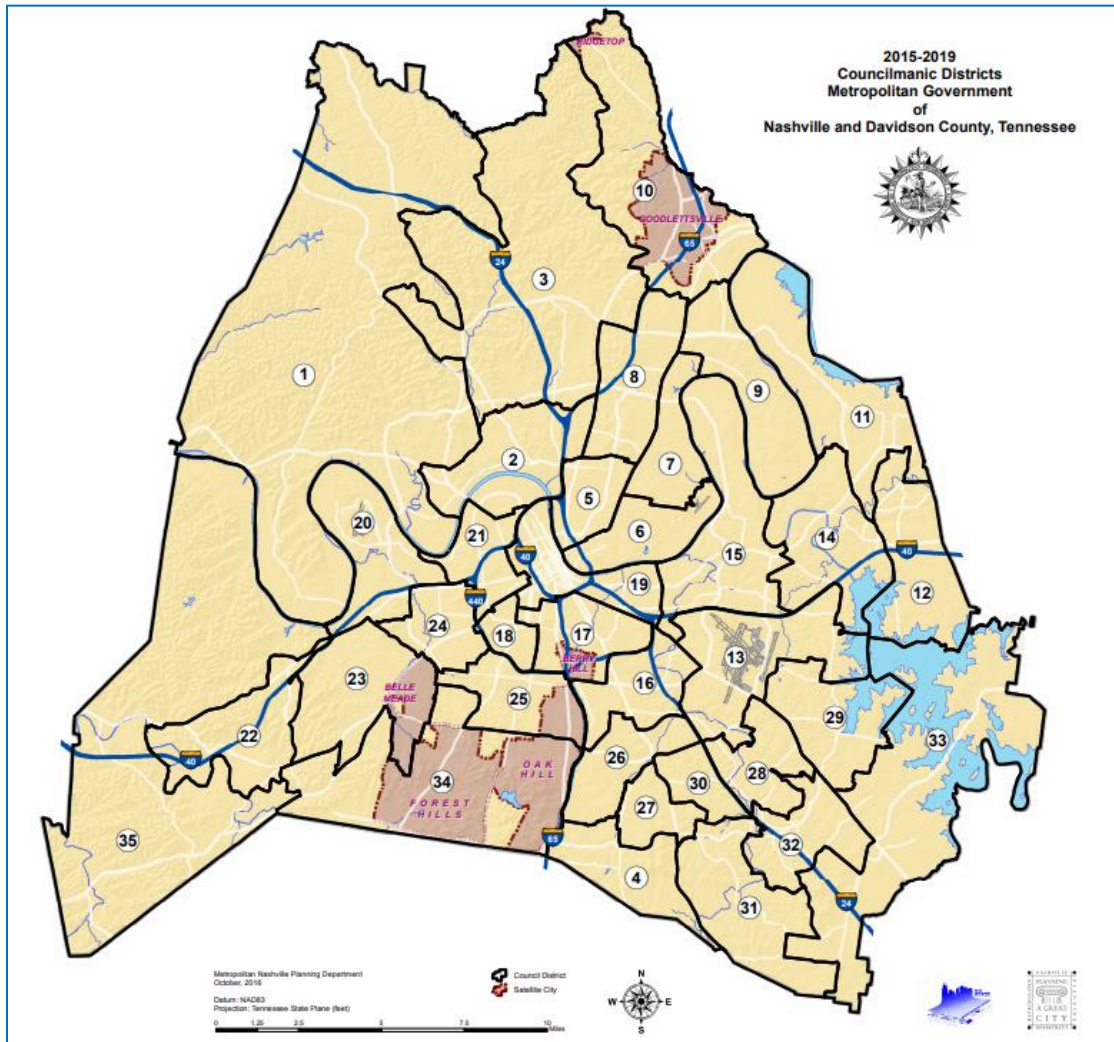 2015-2019
Councilmanic Districts
Metropolitan Government
of
Nashville and Davidson County, Tennessee
RIDGETOP
10
GOODLETTSVILLE
65
24
3
1
8
9
11
2
7
5
20
21
6
15
14
40
40
19
12
440
24
18
17
13
BERRY
HILL
23
BELLE
MEADE
25
16
29
22
40
34
OAK
HILL
26
28
33
30
FOREST
HILLS
27
35
65
32
4
31
24
Metropolitan Nashville Planning Department
October, 2016
Datum: NAD83
Projection: Tennessee State Plane (feet)
0 1.25 2.5 5 7.5 10
Miles
Council District
Satellite City
N
W E
S
NASHVILLE
PLANNING
A GREAT
CITY